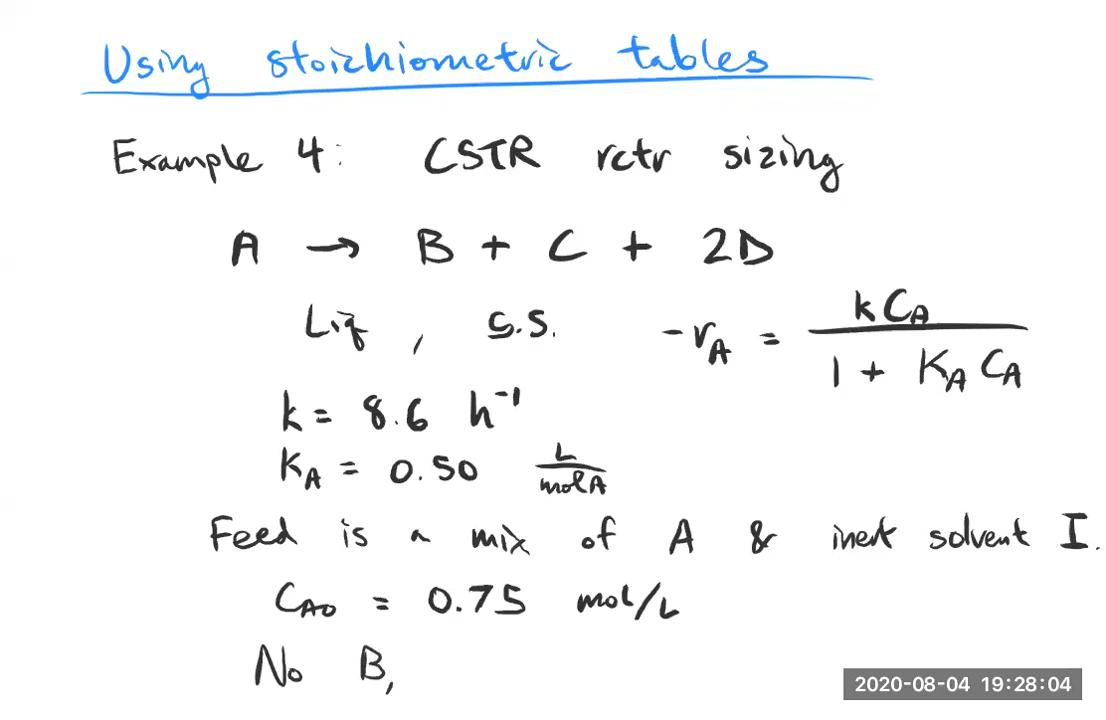 Using stoichiometric tables
Example 4: CSTR rctr sizing
A → B + C + 2D
Liq, S.S. -rA = kCA / (1 + KA CA)
k = 8.6 h⁻¹
KA = 0.50 L/molA
Feed is a mix of A & inert solvent I.
CA0 = 0.75 mol/L
No B,
2020-08-04 19:28:04